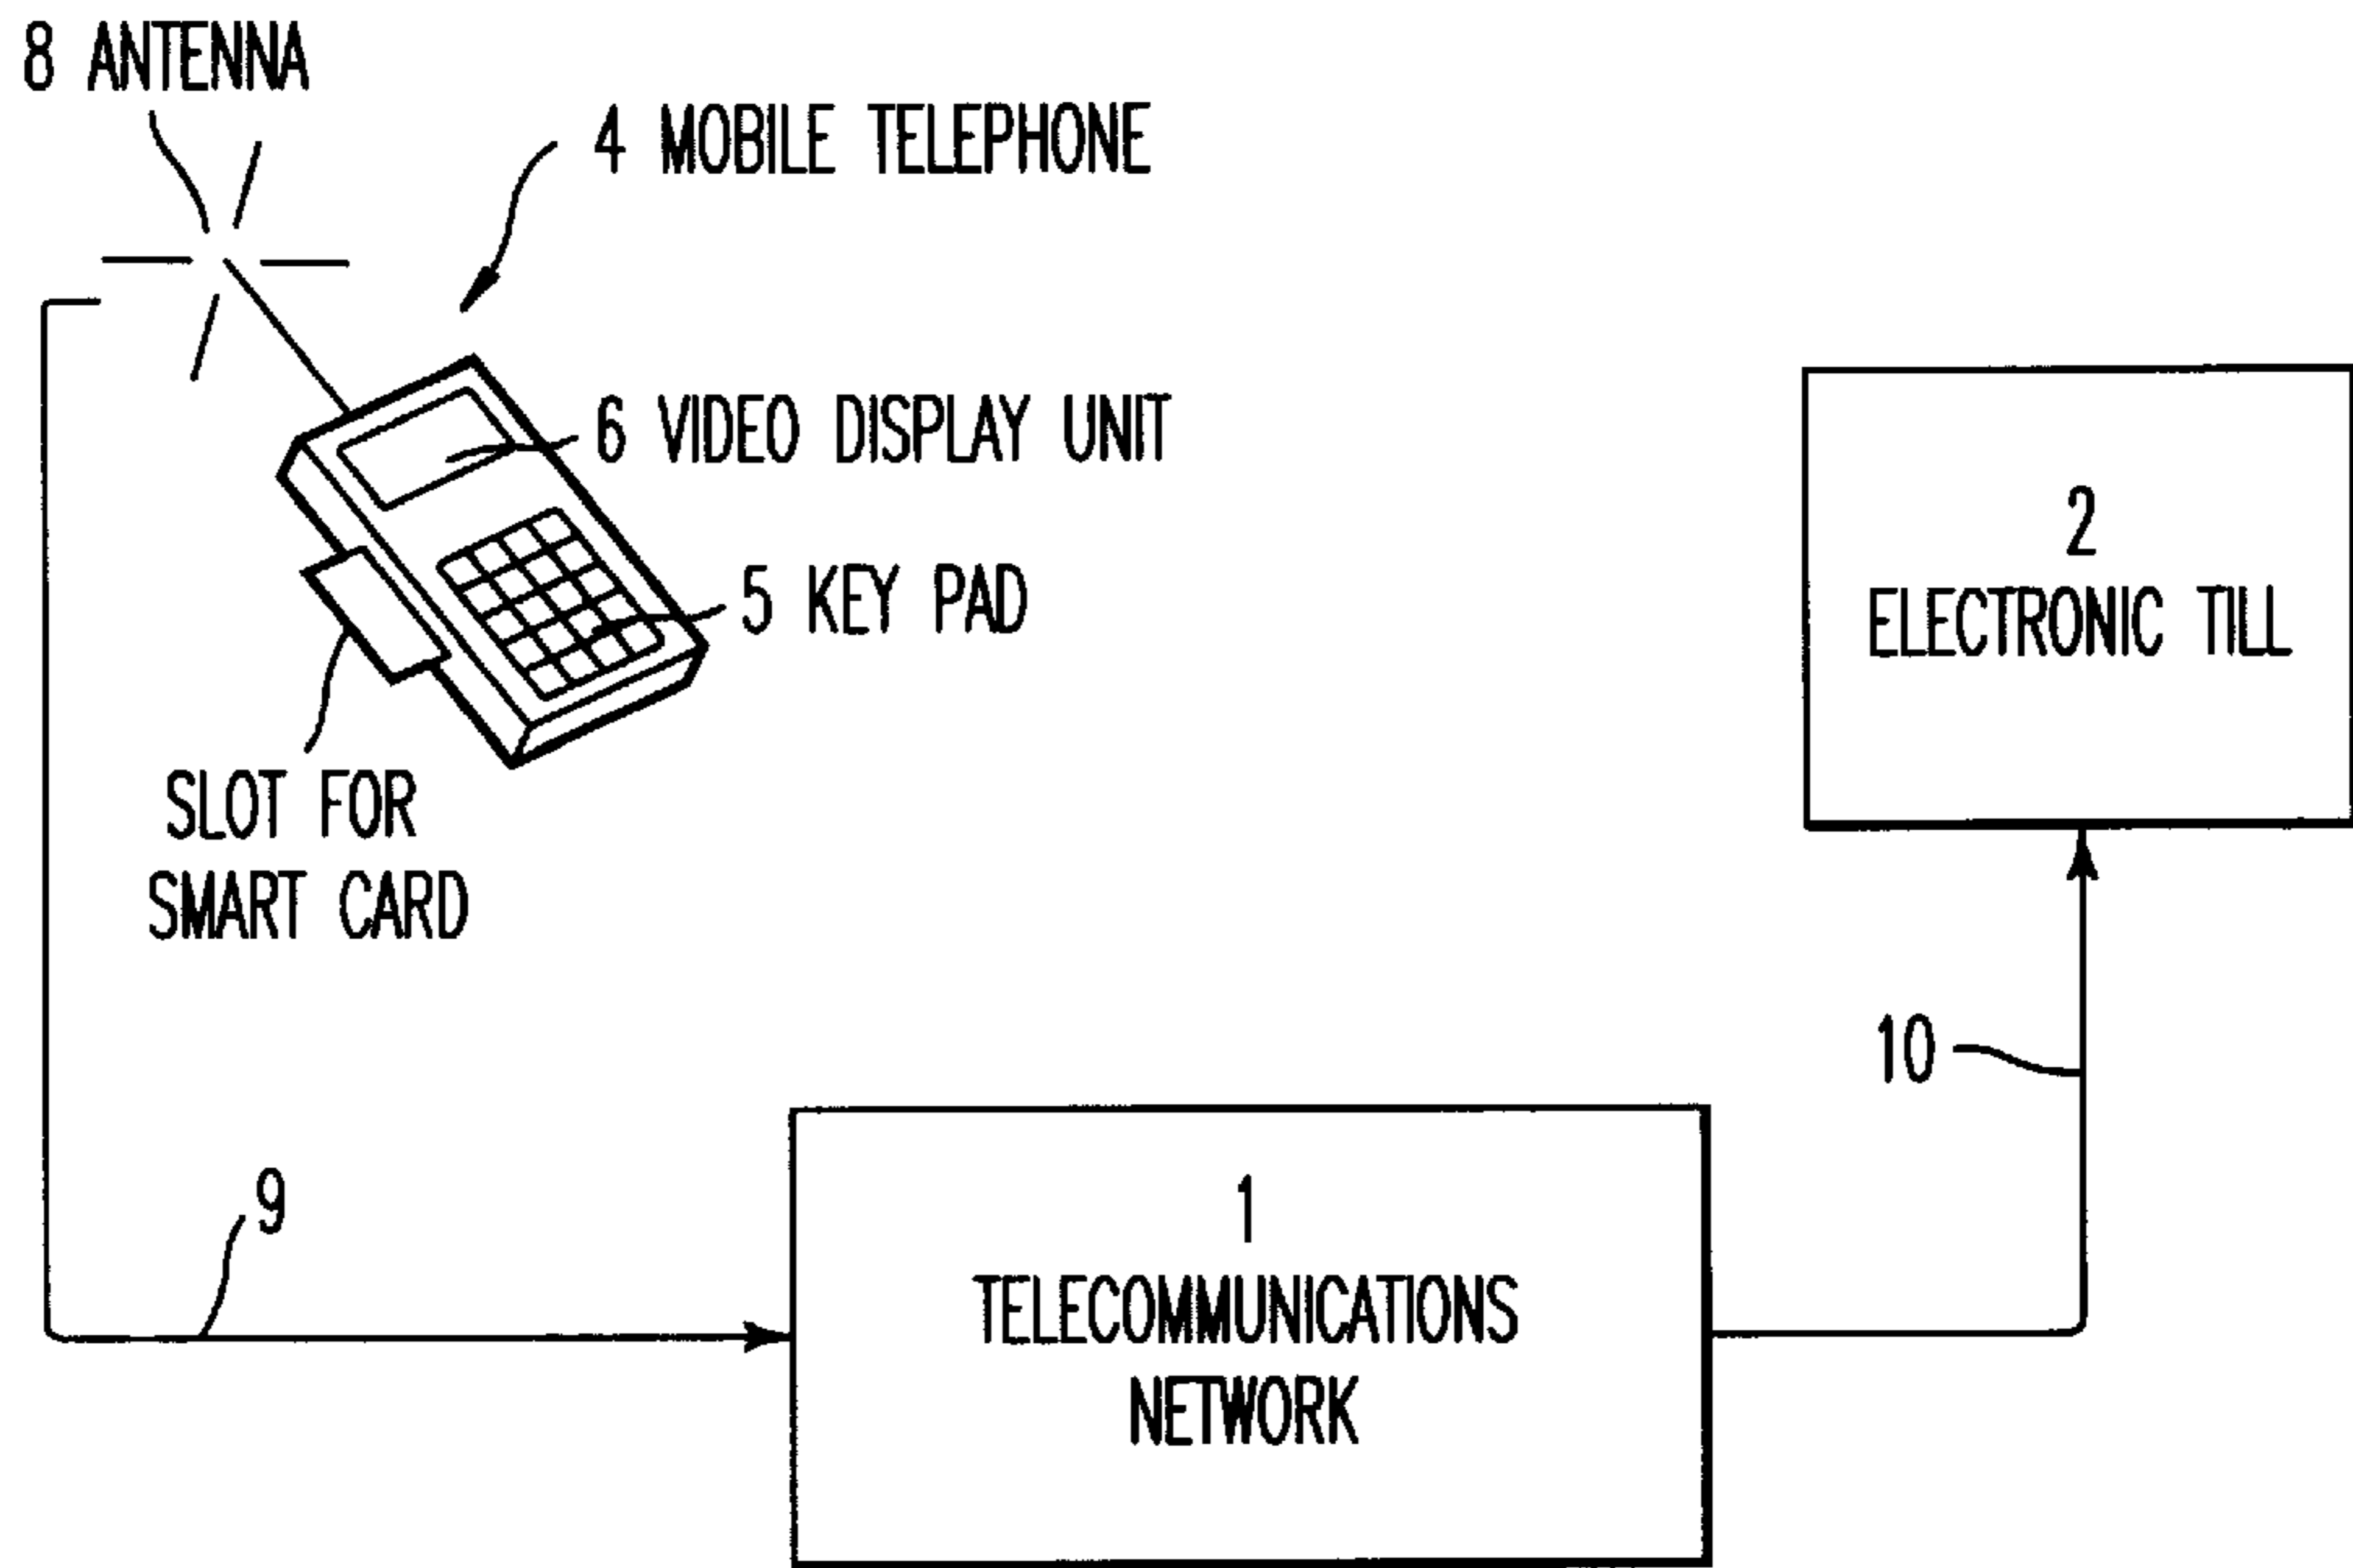 8 ANTENNA
4 MOBILE TELEPHONE
6 VIDEO DISPLAY UNIT
5 KEY PAD
SLOT FOR
SMART CARD
2
ELECTRONIC TILL
10
9
1
TELECOMMUNICATIONS
NETWORK